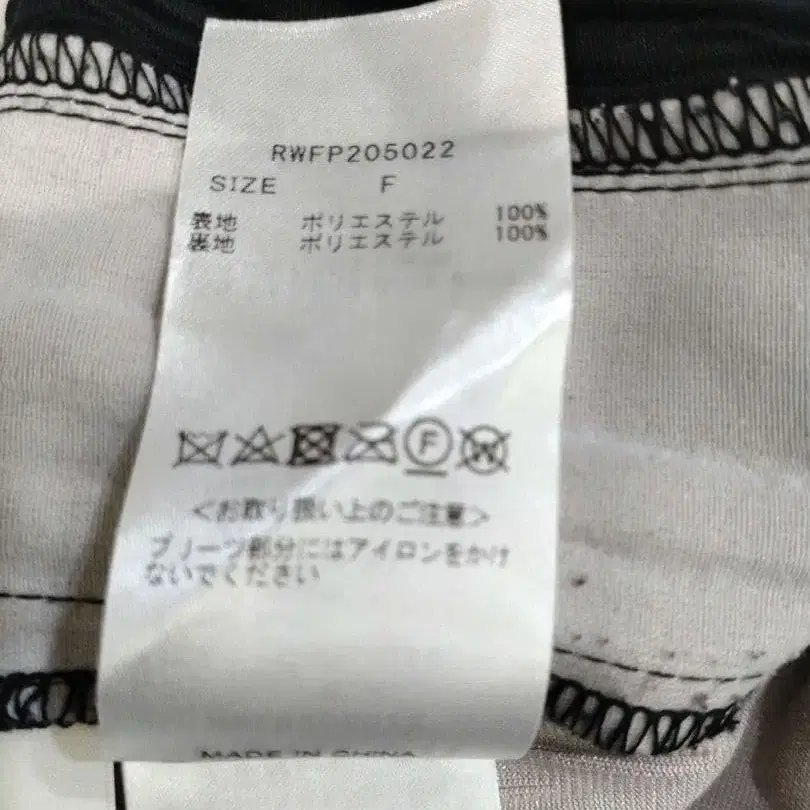 RWFP205022
SIZE F
表地 ポリエステル 100%
裏地 ポリエステル 100%
F W
<お取り扱い上のご注意>
プリーツ部分にはアイロンをかけ
ないでください
MADE IN CHINA